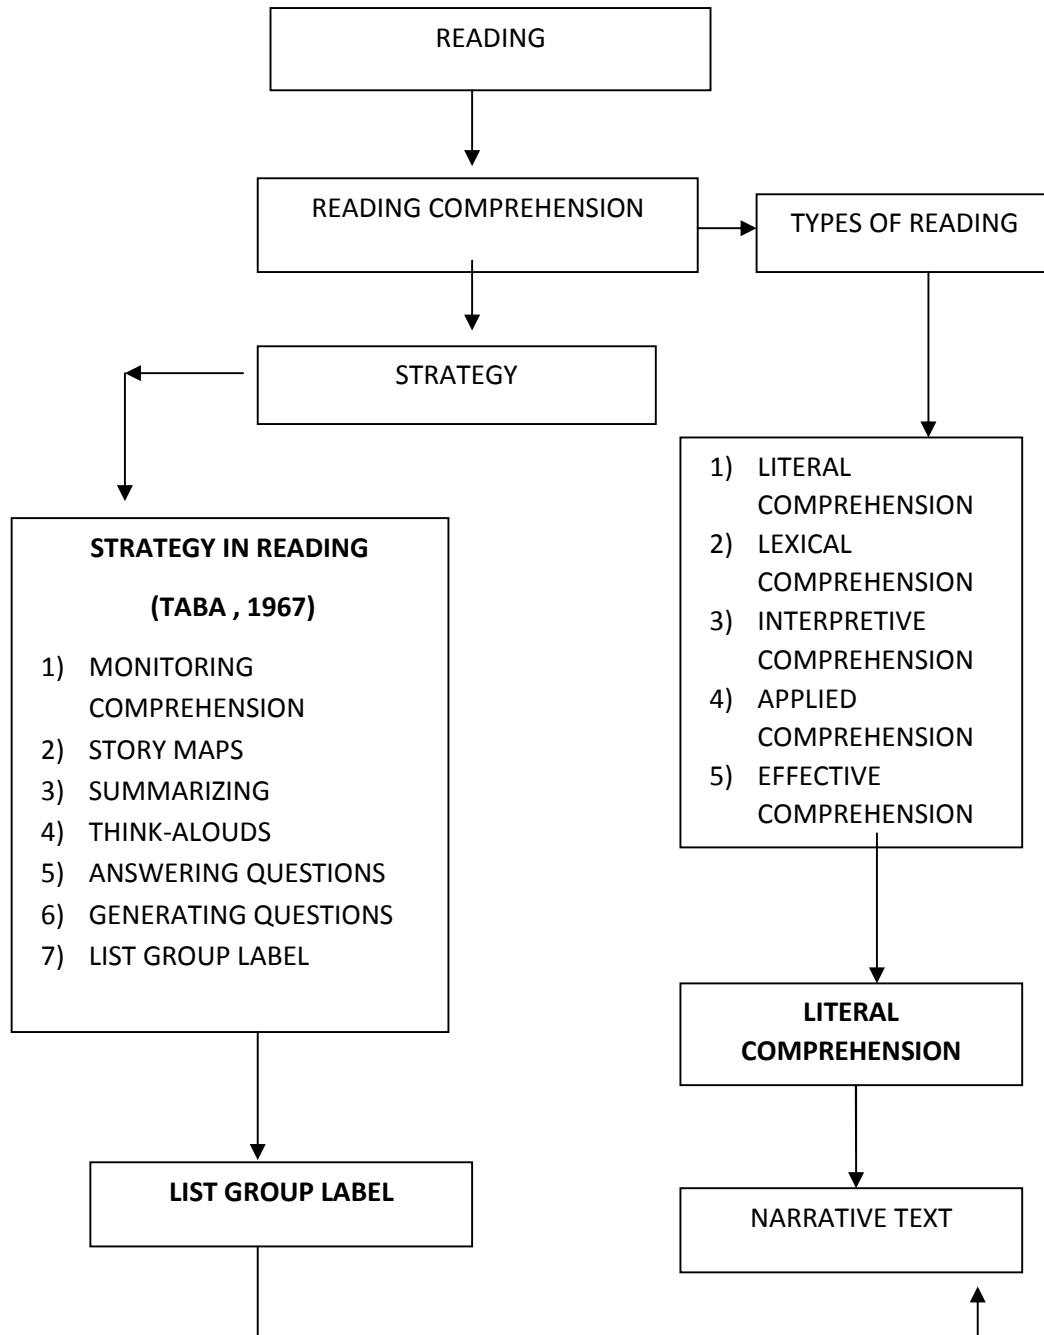 READING
READING COMPREHENSION
TYPES OF READING
STRATEGY
STRATEGY IN READING
(TABA , 1967)
1) MONITORING
COMPREHENSION
2) STORY MAPS
3) SUMMARIZING
4) THINK-ALOUDS
5) ANSWERING QUESTIONS
6) GENERATING QUESTIONS
7) LIST GROUP LABEL
1) LITERAL
COMPREHENSION
2) LEXICAL
COMPREHENSION
3) INTERPRETIVE
COMPREHENSION
4) APPLIED
COMPREHENSION
5) EFFECTIVE
COMPREHENSION
LITERAL
COMPREHENSION
LIST GROUP LABEL
NARRATIVE TEXT